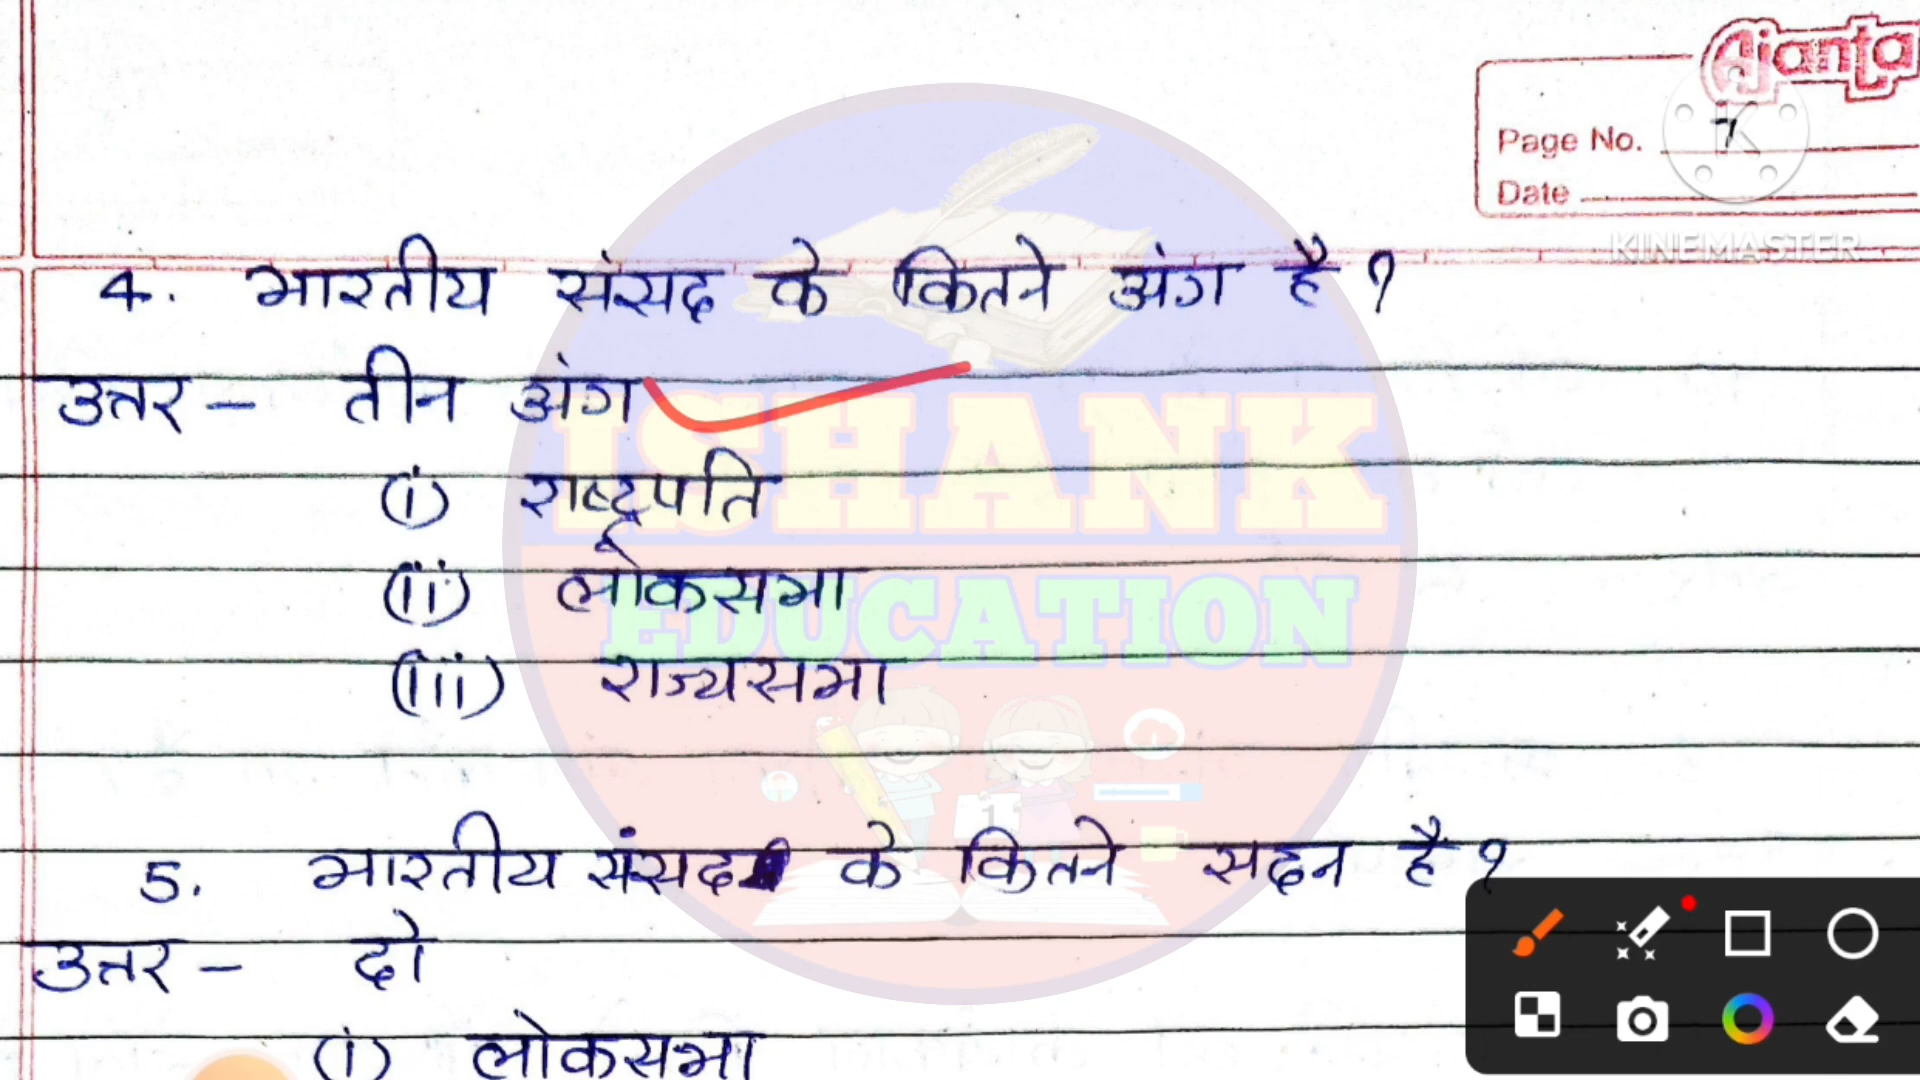 Ajanta
Page No. 7
Date
KINEMASTER
4. भारतीय संसद के कितने अंग है ?
उत्तर – तीन अंग
ISHANK
(i) राष्ट्रपति
(ii) लोकसभा
EDUCATION
(iii) राज्यसभा
5. भारतीय संसद के कितने सदन है ?
उत्तर – दो
(i) लोकसभा